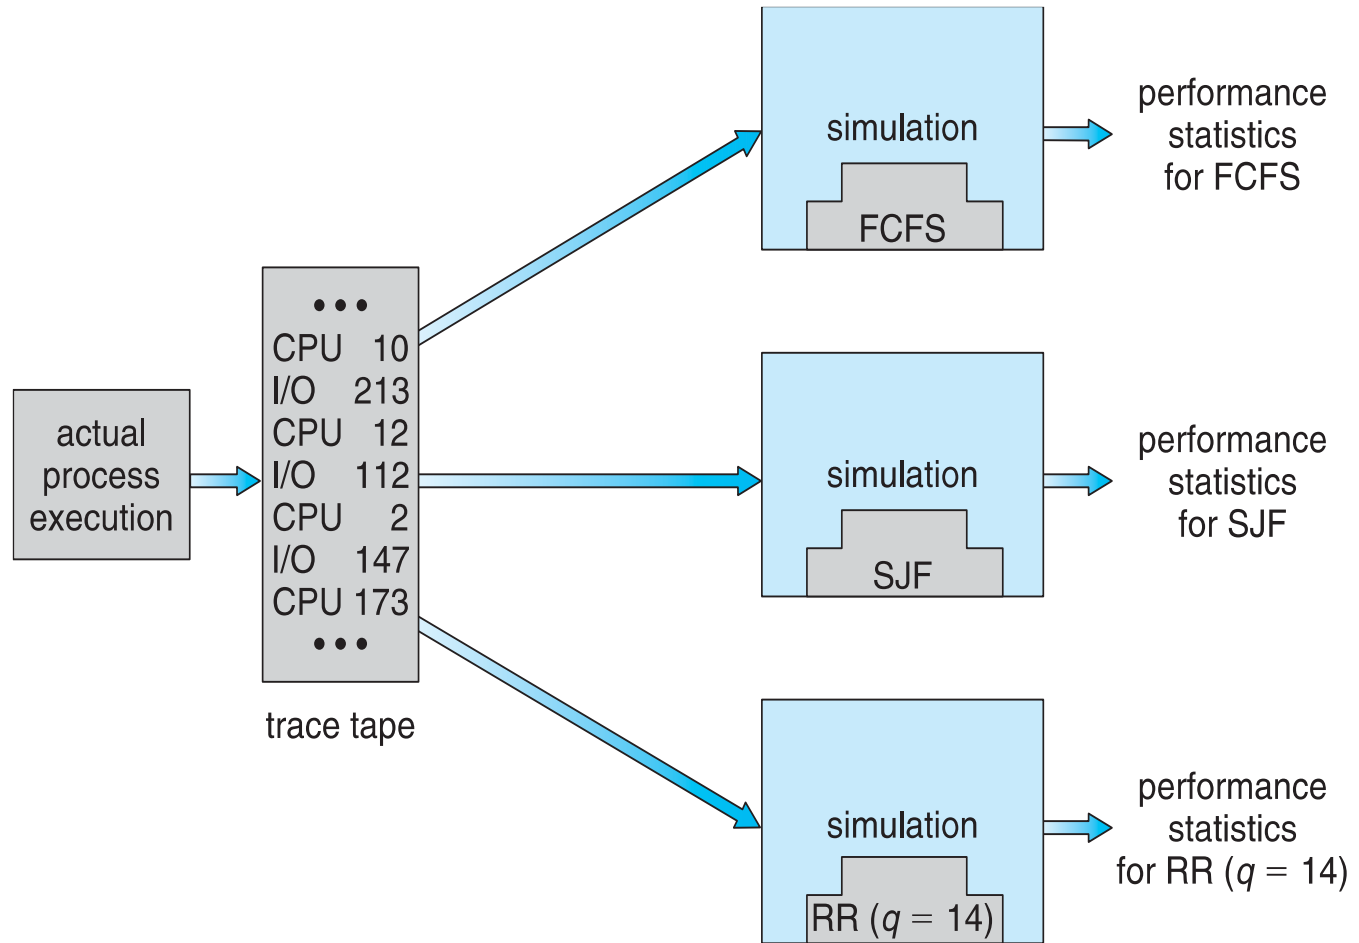 actual
process
execution
•••
CPU 10
I/O 213
CPU 12
I/O 112
CPU 2
I/O 147
CPU 173
•••
trace tape
simulation
FCFS
performance
statistics
for FCFS
simulation
SJF
performance
statistics
for SJF
simulation
RR (q = 14)
performance
statistics
for RR (q = 14)